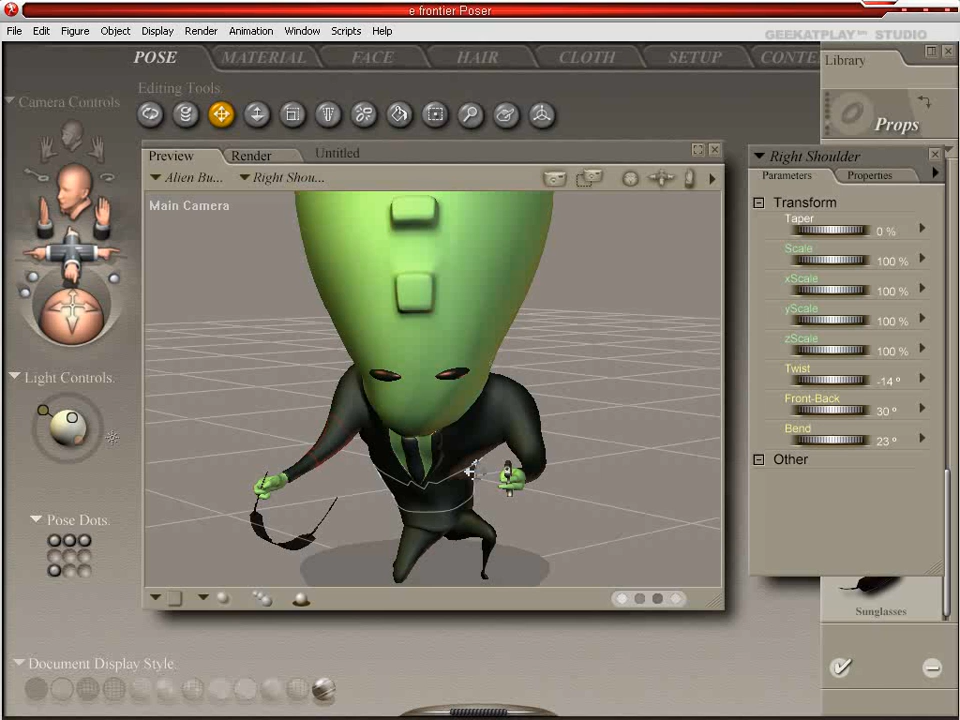 e frontier Poser
File Edit Figure Object Display Render Animation Window Scripts Help
GEEKATPLAY STUDIO
POSE MATERIAL FACE HAIR CLOTH SETUP CONTE
Library
Props
Camera Controls
Editing Tools.
Preview Render Untitled
Alien Bu... Right Shou...
Main Camera
Right Shoulder
Parameters Properties
Transform
Taper
0 %
Scale
100 %
xScale
100 %
yScale
100 %
zScale
100 %
Twist
-14 º
Front-Back
30 º
Bend
23 º
Other
Light Controls.
Pose Dots.
Sunglasses
Document Display Style.